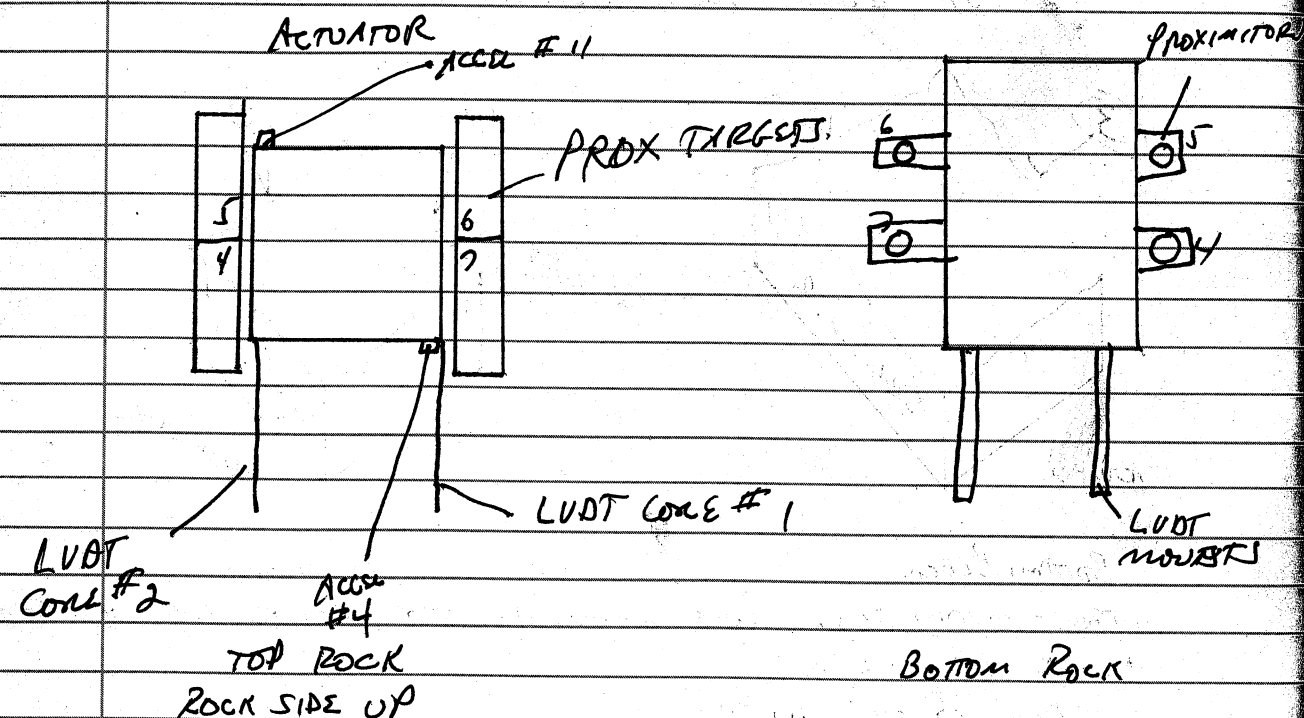 ACTUATOR
ACCEL # 11
PROXIMITORS
PROX TARGETS.
5
6
4
7
6
5
7
4
LVDT CORE # 1
LVDT
CORE #2
LVDT
MOUNTS
ACCEL
#4
TOP ROCK
ROCK SIDE UP
BOTTOM ROCK